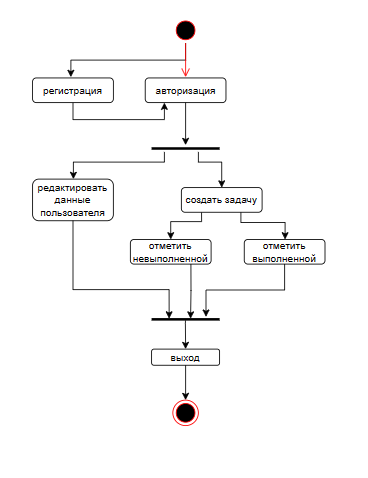 регистрация
авторизация
редактировать
данные
пользователя
создать задачу
отметить
невыполненной
отметить
выполненной
выход